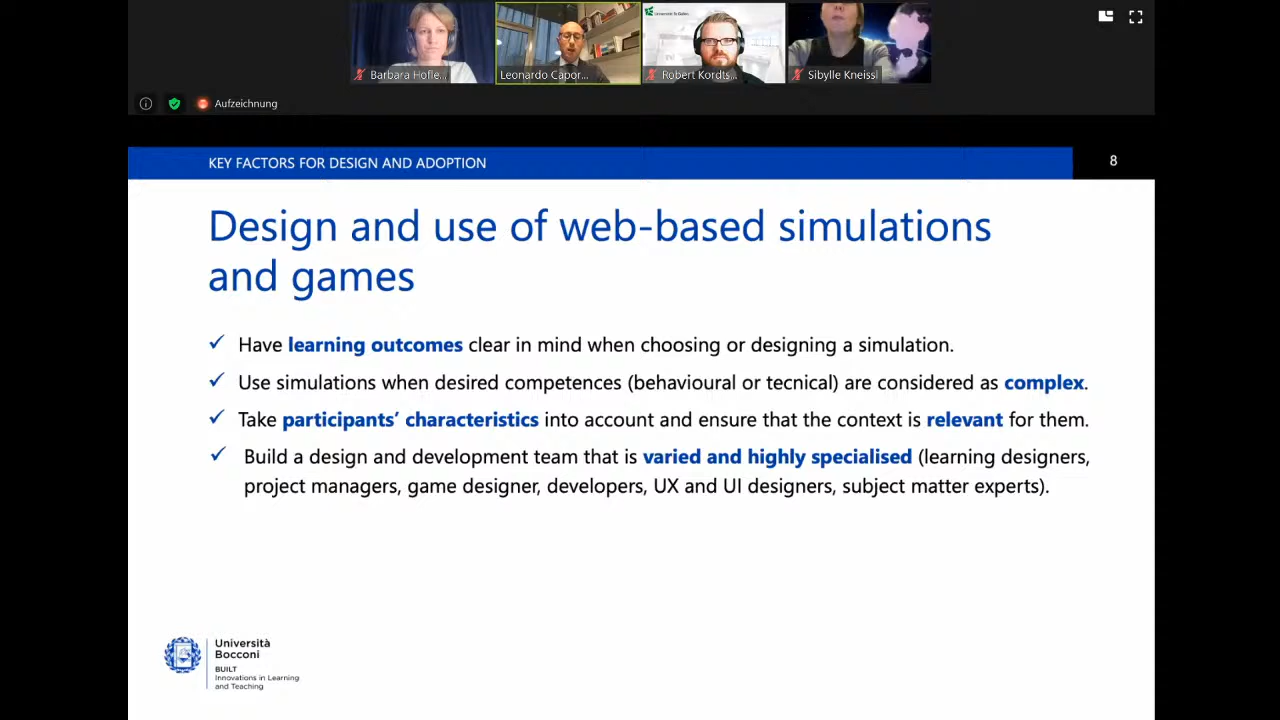 Barbara Hofle...
Leonardo Capor...
Robert Kordts...
Sibylle Kneissl
Aufzeichnung
KEY FACTORS FOR DESIGN AND ADOPTION
8
Design and use of web-based simulations
and games
✓ Have learning outcomes clear in mind when choosing or designing a simulation.
✓ Use simulations when desired competences (behavioural or tecnical) are considered as complex.
✓ Take participants’ characteristics into account and ensure that the context is relevant for them.
✓ Build a design and development team that is varied and highly specialised (learning designers,
project managers, game designer, developers, UX and UI designers, subject matter experts).
Università
Bocconi
BUILT
Innovations in Learning
and Teaching